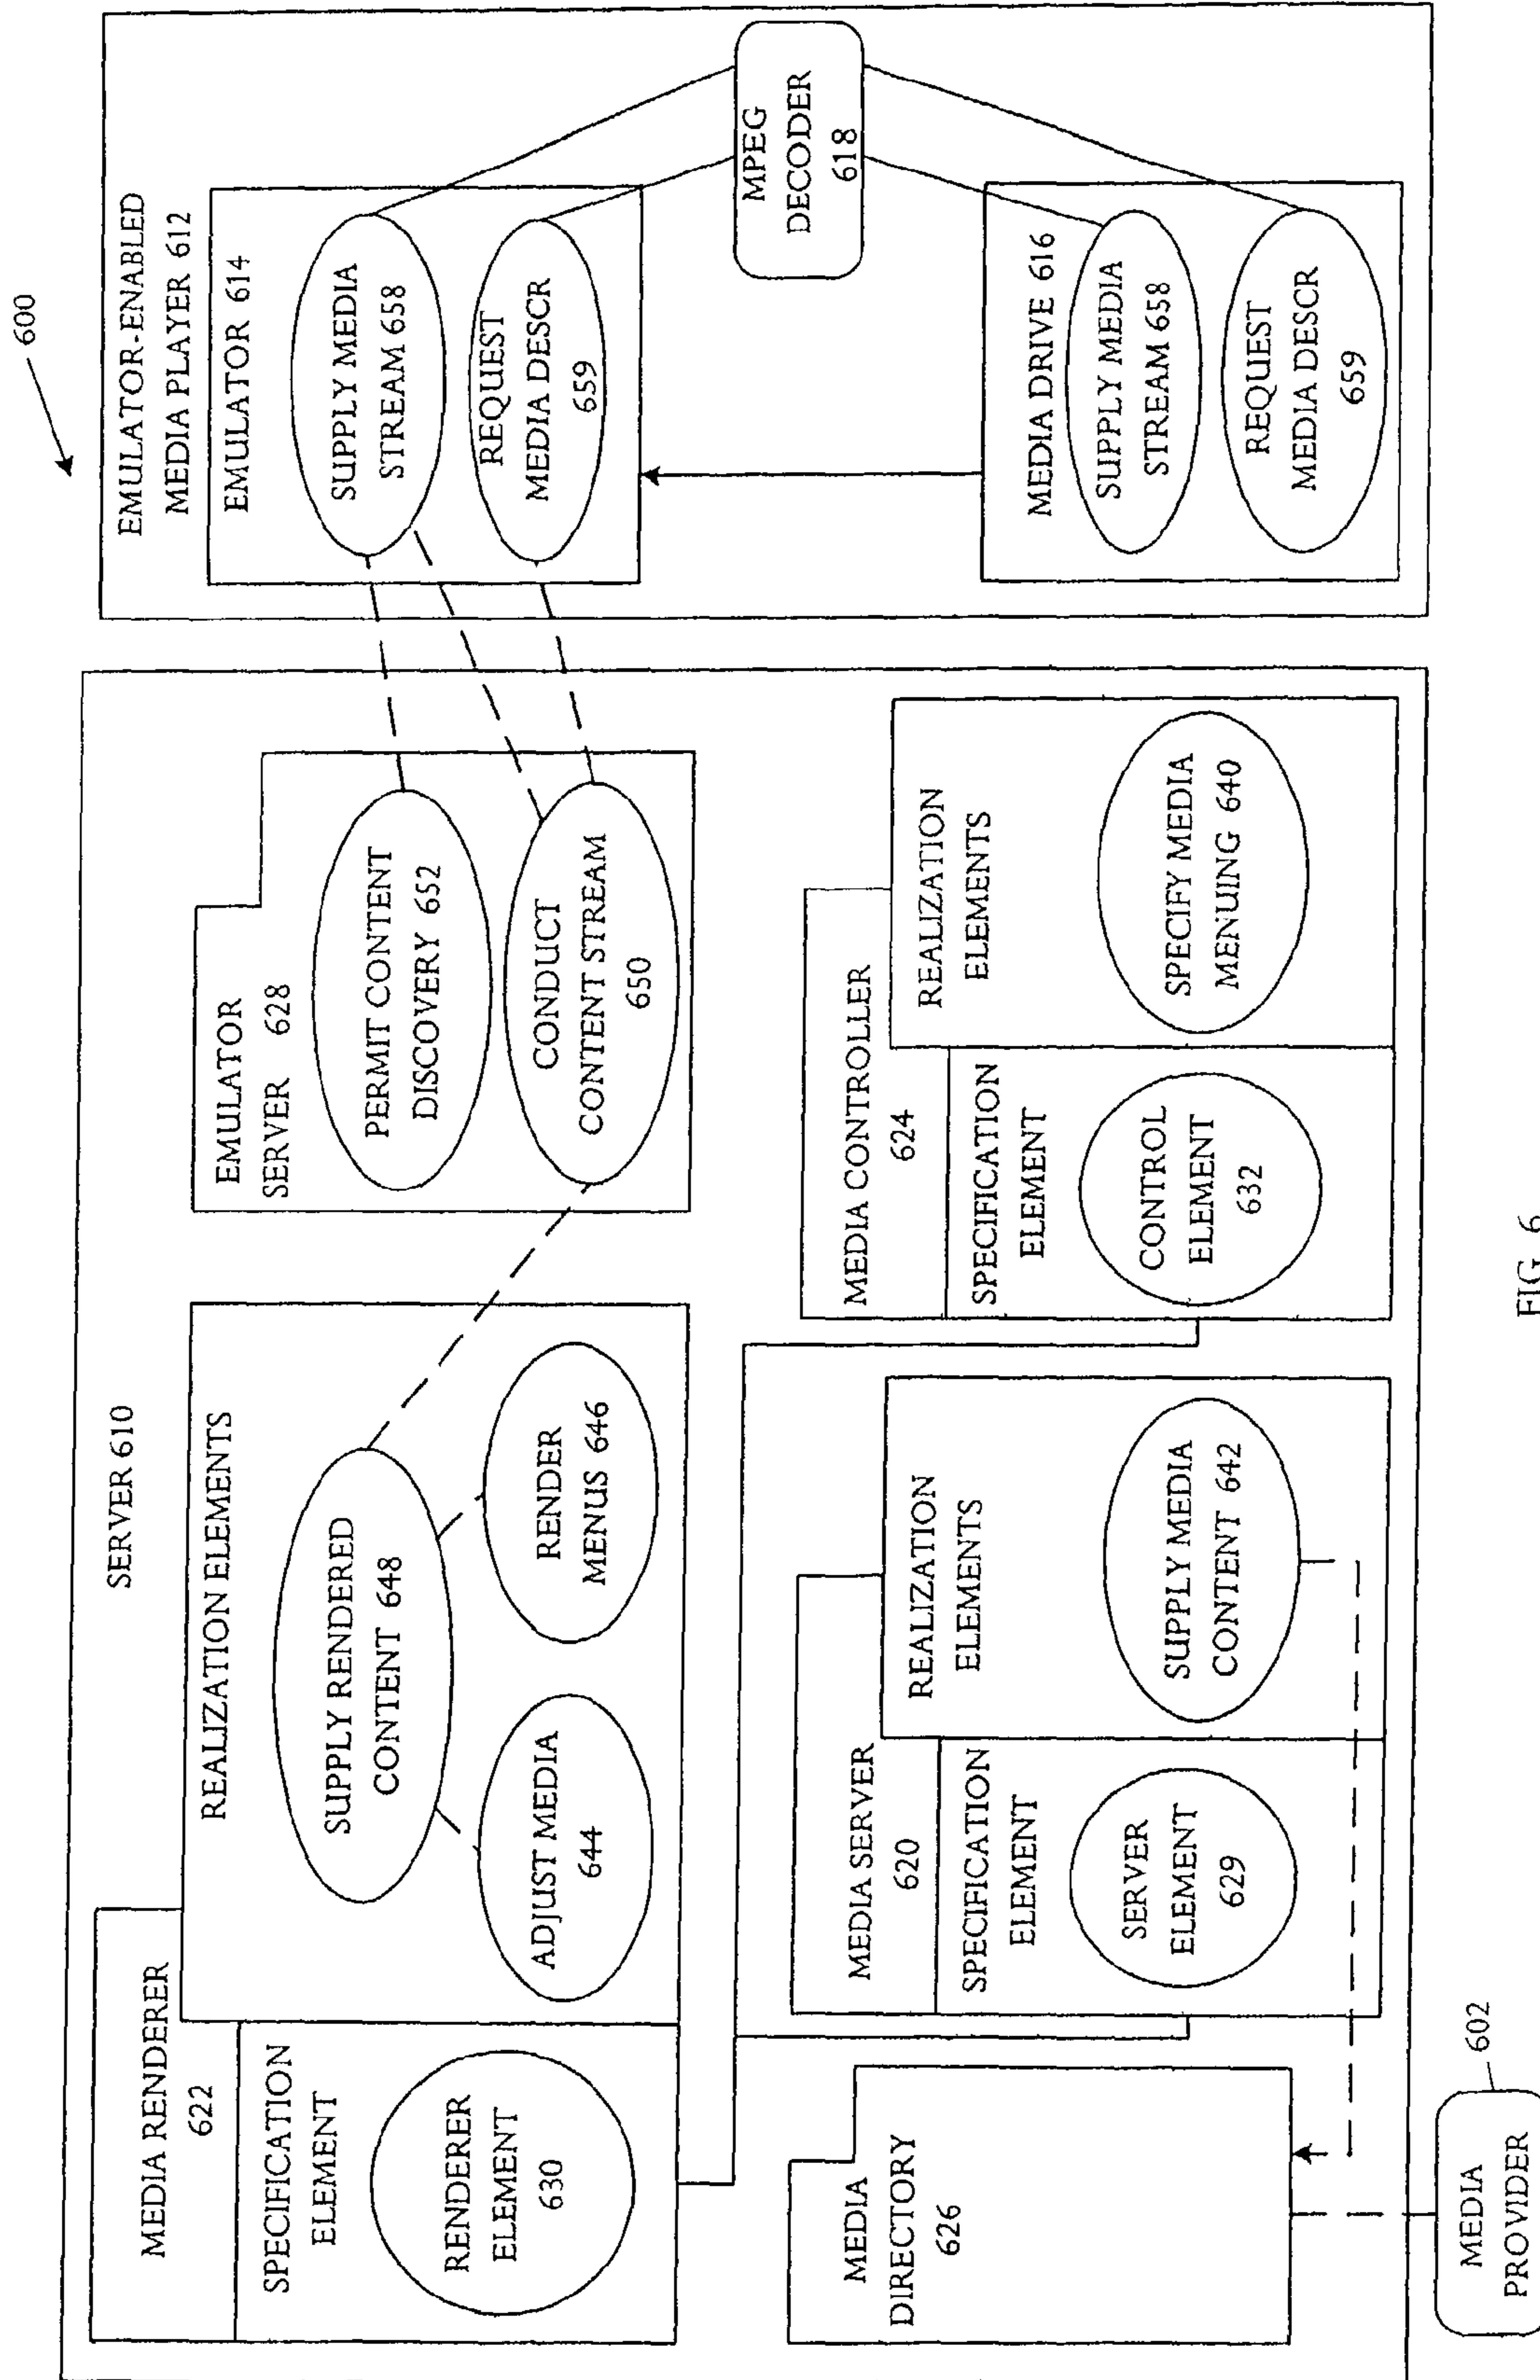 600
SERVER 610
MEDIA RENDERER
622
SPECIFICATION
ELEMENT
RENDERER
ELEMENT
630
REALIZATION ELEMENTS
SUPPLY RENDERED
CONTENT 648
ADJUST MEDIA
644
RENDER
MENUS 646
EMULATOR
SERVER 628
PERMIT CONTENT
DISCOVERY 652
CONDUCT
CONTENT STREAM
650
EMULATOR-ENABLED
MEDIA PLAYER 612
EMULATOR 614
SUPPLY MEDIA
STREAM 658
REQUEST
MEDIA DESCR
659
MPEG
DECODER
618
MEDIA DRIVE 616
SUPPLY MEDIA
STREAM 658
REQUEST
MEDIA DESCR
659
MEDIA
DIRECTORY
626
MEDIA SERVER
620
SPECIFICATION
ELEMENT
SERVER
ELEMENT
629
REALIZATION
ELEMENTS
SUPPLY MEDIA
CONTENT 642
MEDIA CONTROLLER
624
SPECIFICATION
ELEMENT
CONTROL
ELEMENT
632
REALIZATION
ELEMENTS
SPECIFY MEDIA
MENUING 640
602
MEDIA
PROVIDER
FIG. 6